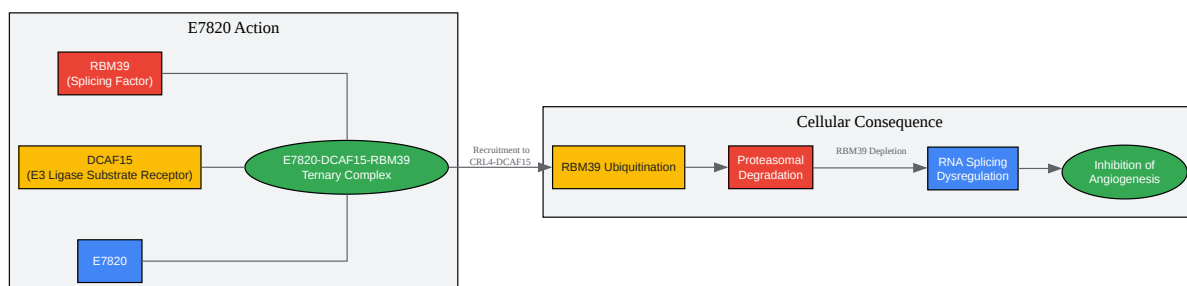 E7820 Action
RBM39
(Splicing Factor)
DCAF15
(E3 Ligase Substrate Receptor)
E7820
E7820-DCAF15-RBM39
Ternary Complex
Recruitment to
CRL4-DCAF15
Cellular Consequence
RBM39 Ubiquitination
Proteasomal
Degradation
RBM39 Depletion
RNA Splicing
Dysregulation
Inhibition of
Angiogenesis